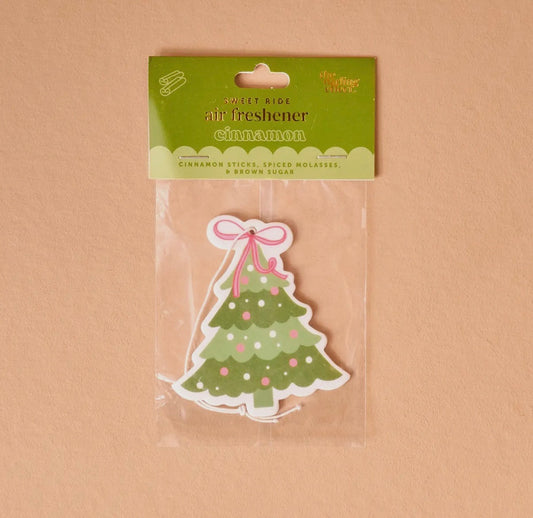 SWEET RIDE
air freshener
cinnamon
CINNAMON STICKS, SPICED MOLASSES,
& BROWN SUGAR